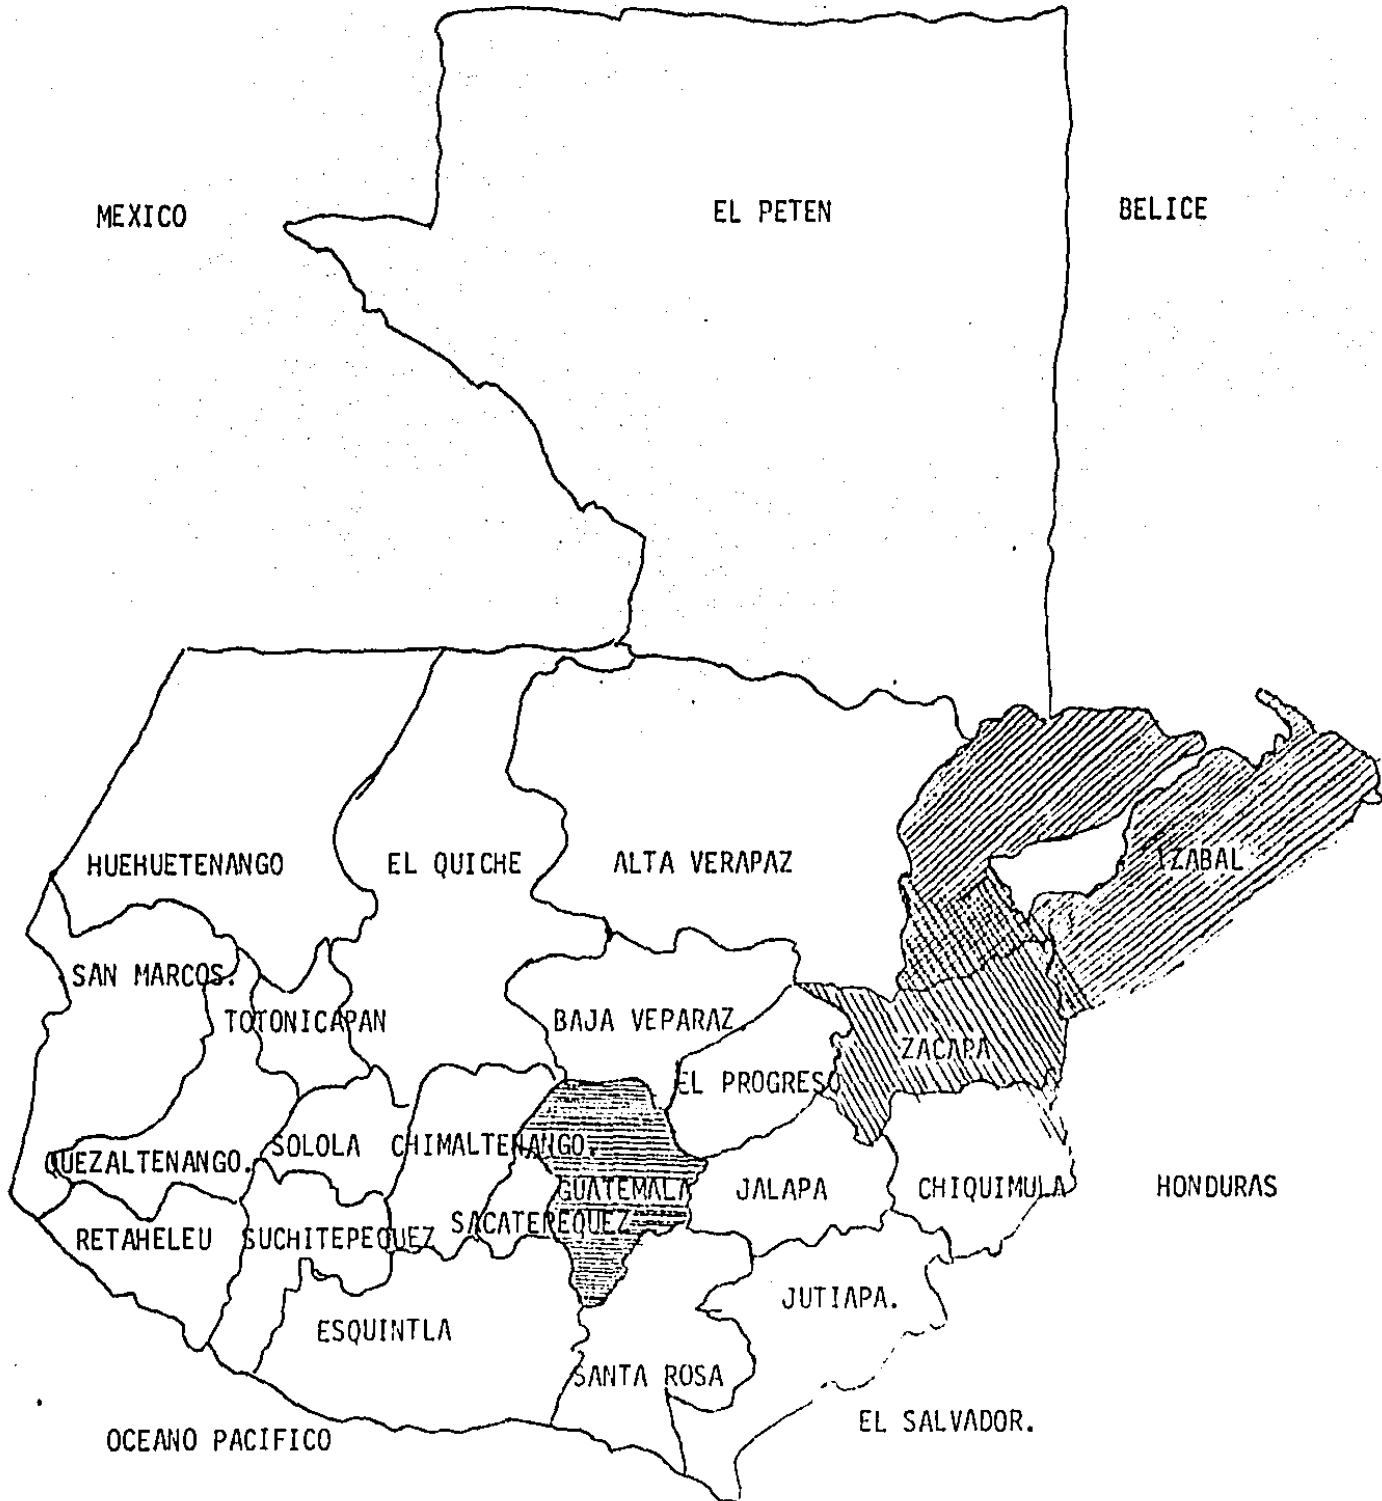 MEXICO
EL PETEN
BELICE
HUEHUETENANGO
EL QUICHE
ALTA VERAPAZ
IZABAL
SAN MARCOS.
TOTONICAPAN
BAJA VEPARAZ.
ZACAPA
EL PROGRESO
QUEZALTENANGO.
SOLOLA
CHIMALTENANGO.
GUATEMALA
JALAPA
CHIQUIMULA
HONDURAS
RETAHELEU
SUCHITEPEQUEZ
SACATEPEQUEZ
JUTIAPA.
ESQUINTLA
SANTA ROSA
EL SALVADOR.
OCEANO PACIFICO